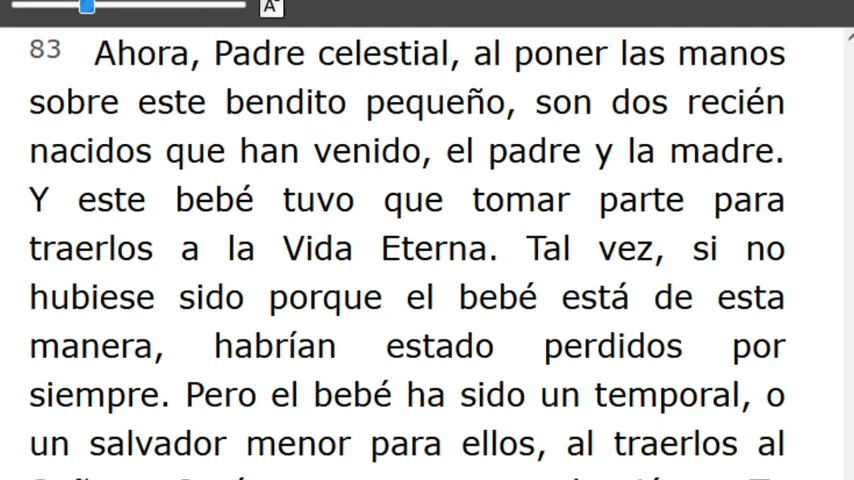 A
83 Ahora, Padre celestial, al poner las manos
sobre este bendito pequeño, son dos recién
nacidos que han venido, el padre y la madre.
Y este bebé tuvo que tomar parte para
traerlos a la Vida Eterna. Tal vez, si no
hubiese sido porque el bebé está de esta
manera, habrían estado perdidos por
siempre. Pero el bebé ha sido un temporal, o
un salvador menor para ellos, al traerlos al